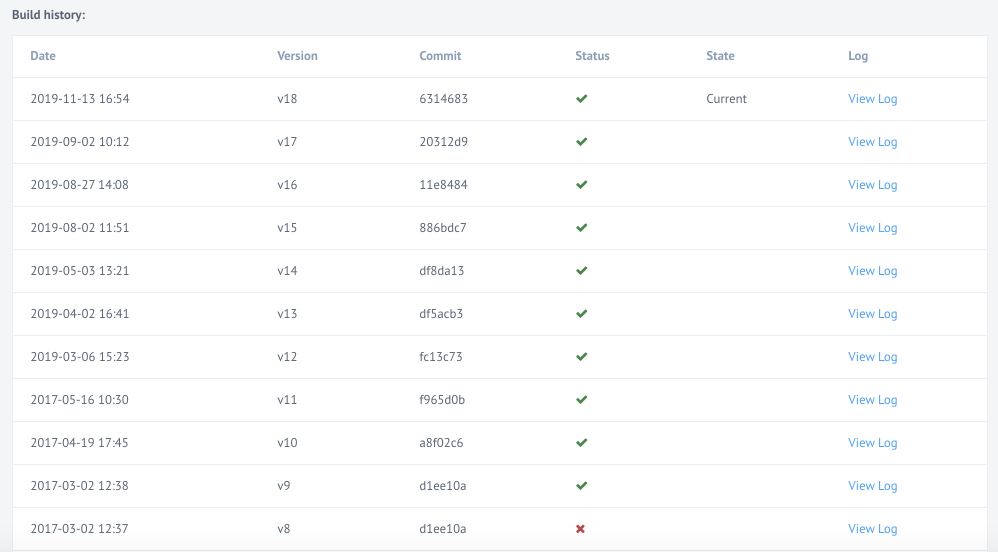 Build history:
Date Version Commit Status State Log
2019-11-13 16:54 v18 6314683 Current View Log
2019-09-02 10:12 v17 20312d9 View Log
2019-08-27 14:08 v16 11e8484 View Log
2019-08-02 11:51 v15 886bdc7 View Log
2019-05-03 13:21 v14 df8da13 View Log
2019-04-02 16:41 v13 df5acb3 View Log
2019-03-06 15:23 v12 fc13c73 View Log
2017-05-16 10:30 v11 f965d0b View Log
2017-04-19 17:45 v10 a8f02c6 View Log
2017-03-02 12:38 v9 d1ee10a View Log
2017-03-02 12:37 v8 d1ee10a View Log